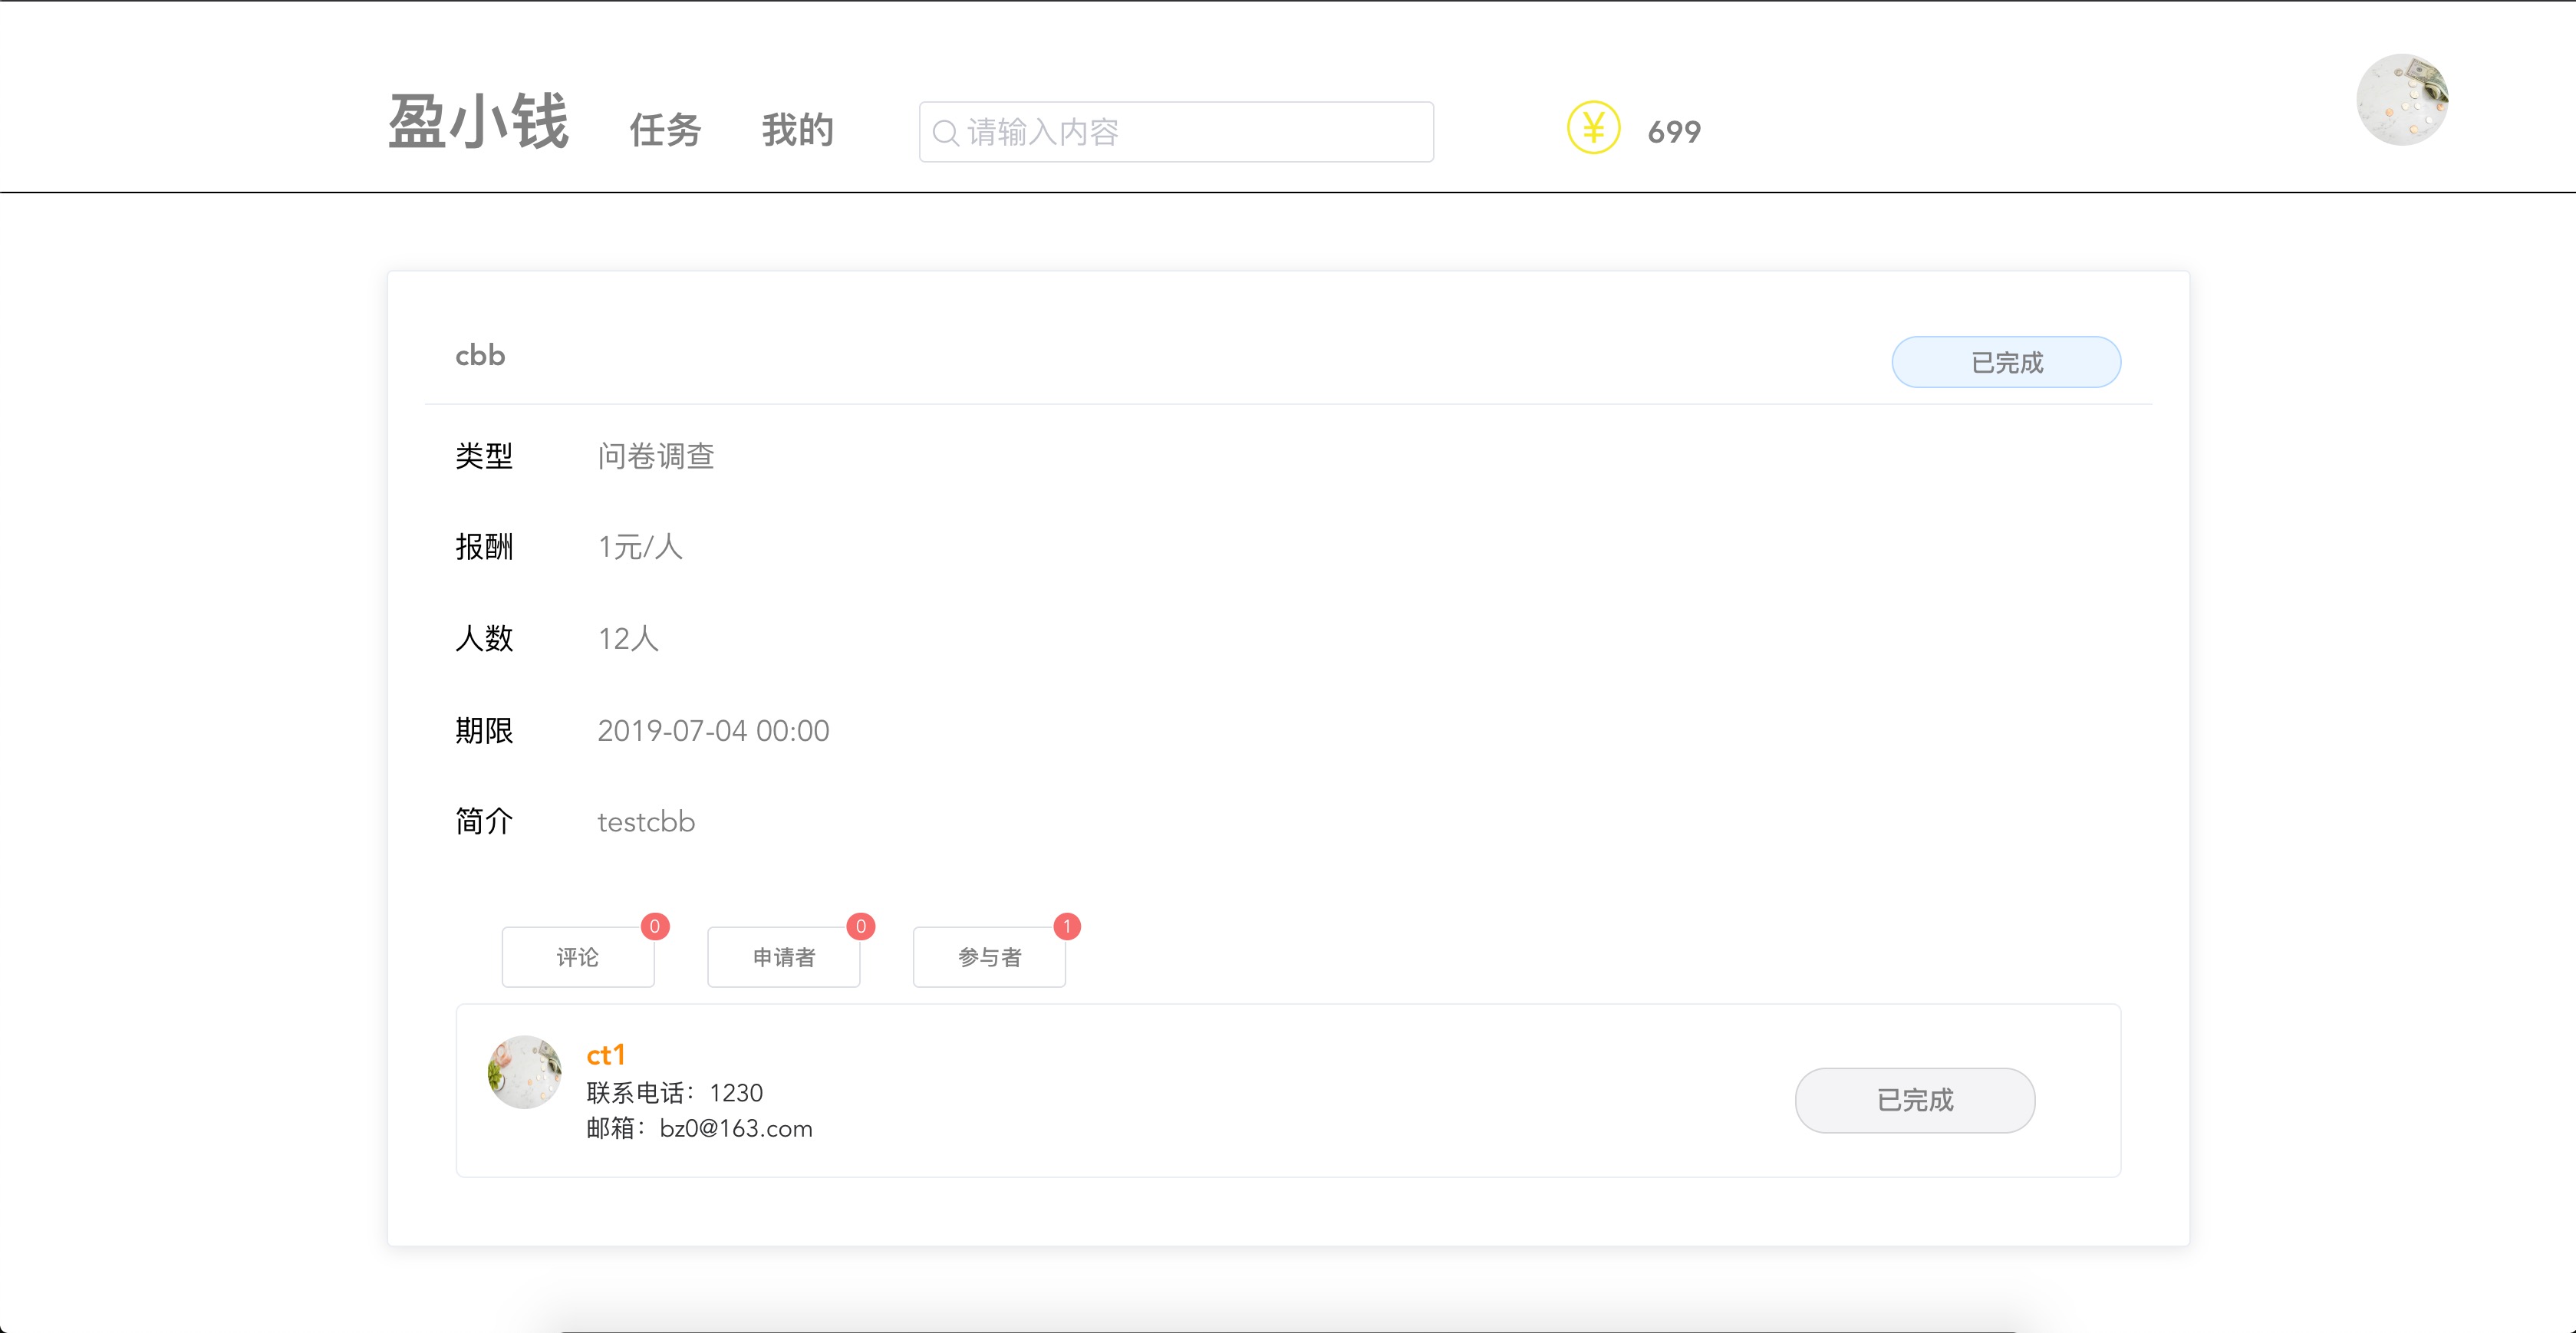 盈小钱 任务 我的 请输入内容 ¥ 699
cbb 已完成
类型 问卷调查
报酬 1元/人
人数 12人
期限 2019-07-04 00:00
简介 testcbb
评论 0 申请者 0 参与者 1
ct1
联系电话：1230
邮箱：bz0@163.com
已完成